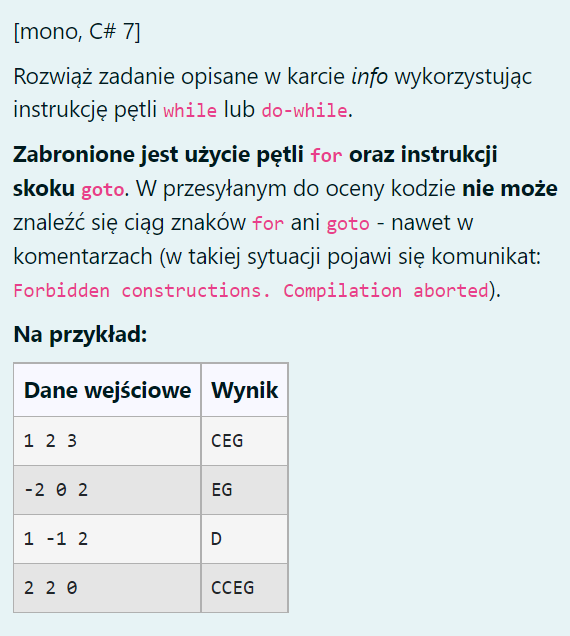 [mono, C# 7]
Rozwiąż zadanie opisane w karcie info wykorzystując
instrukcję pętli while lub do-while.
Zabronione jest użycie pętli for oraz instrukcji
skoku goto. W przesyłanym do oceny kodzie nie może
znaleźć się ciąg znaków for ani goto - nawet w
komentarzach (w takiej sytuacji pojawi się komunikat:
Forbidden constructions. Compilation aborted).
Na przykład:
Dane wejściowe Wynik
1 2 3 CEG
-2 0 2 EG
1 -1 2 D
2 2 0 CCEG